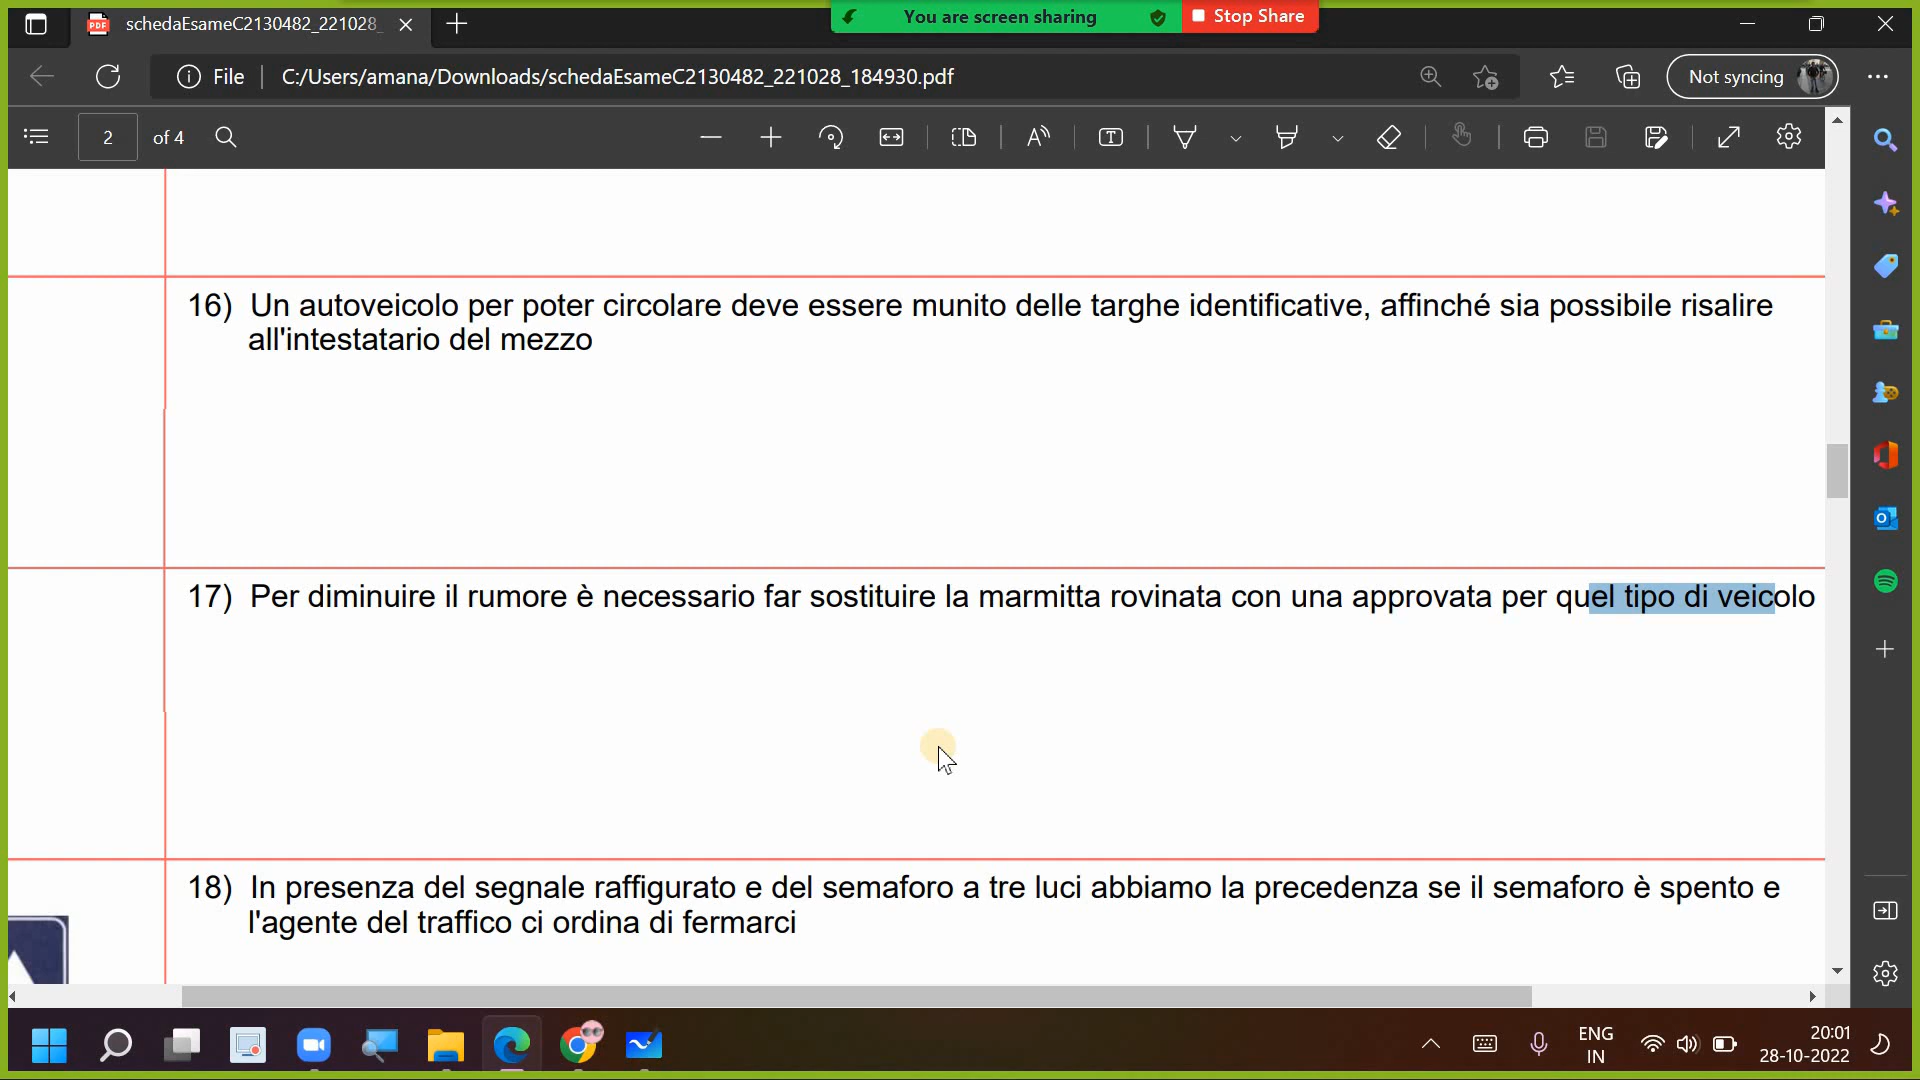 schedaEsameC2130482_221028_
You are screen sharing
Stop Share
File
C:/Users/amana/Downloads/schedaEsameC2130482_221028_184930.pdf
Not syncing
2 of 4
16) Un autoveicolo per poter circolare deve essere munito delle targhe identificative, affinché sia possibile risalire
all'intestatario del mezzo
17) Per diminuire il rumore è necessario far sostituire la marmitta rovinata con una approvata per quel tipo di veicolo
18) In presenza del segnale raffigurato e del semaforo a tre luci abbiamo la precedenza se il semaforo è spento e
l'agente del traffico ci ordina di fermarci
ENG
IN
20:01
28-10-2022